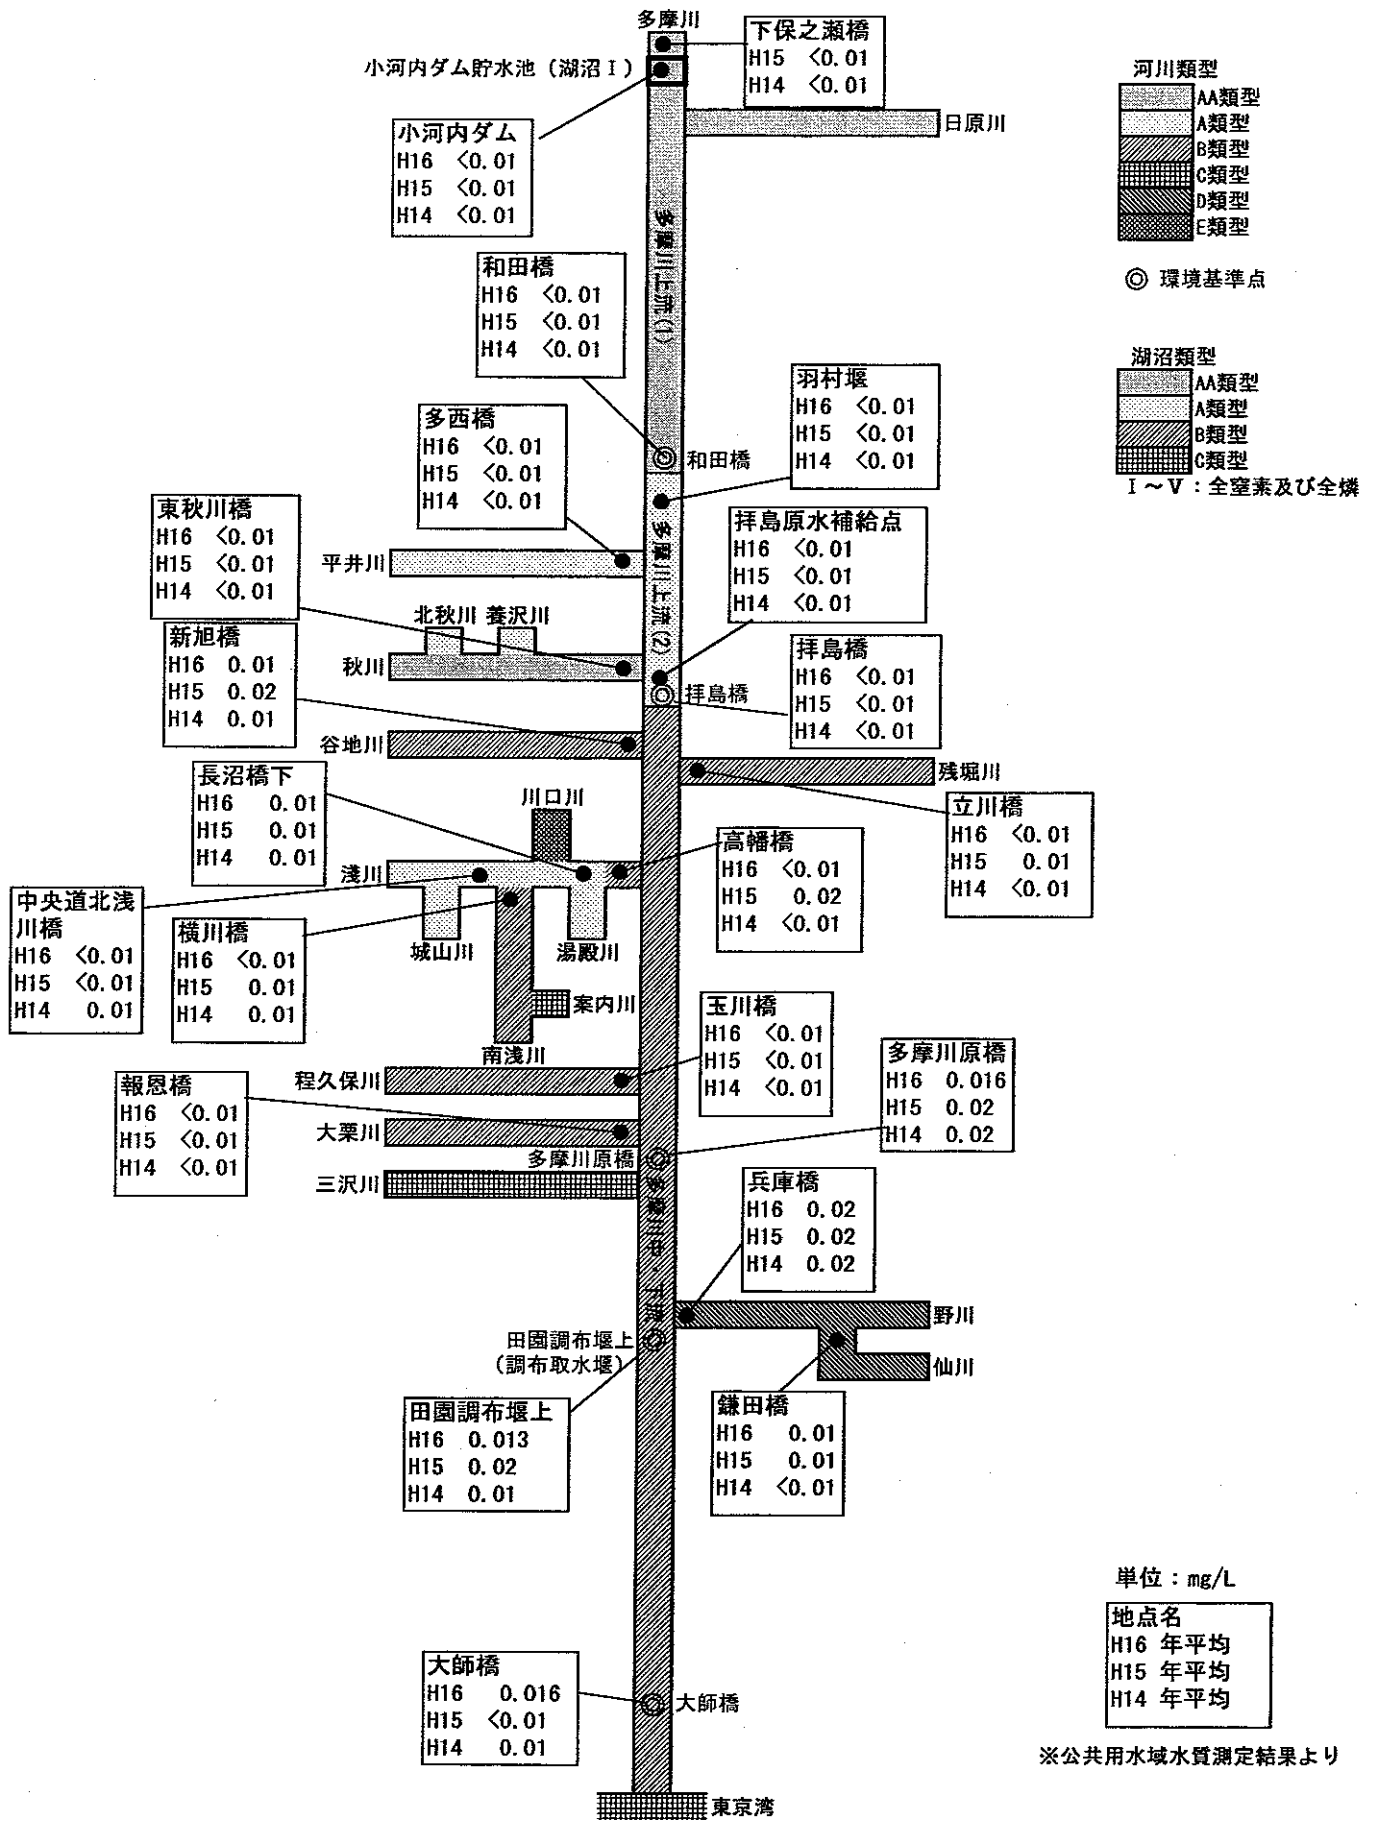 多摩川
下保之瀬橋
H15 <0.01
H14 <0.01
小河内ダム貯水池（湖沼Ⅰ）
日原川
小河内ダム
H16 <0.01
H15 <0.01
H14 <0.01
河川類型
AA類型
A類型
B類型
C類型
D類型
E類型
◎ 環境基準点
湖沼類型
AA類型
A類型
B類型
C類型
Ⅰ～Ⅴ：全窒素及び全燐
多摩川上流(1)
和田橋
H16 <0.01
H15 <0.01
H14 <0.01
和田橋
羽村堰
H16 <0.01
H15 <0.01
H14 <0.01
多西橋
H16 <0.01
H15 <0.01
H14 <0.01
平井川
多摩川上流(2)
拝島原水補給点
H16 <0.01
H15 <0.01
H14 <0.01
東秋川橋
H16 <0.01
H15 <0.01
H14 <0.01
北秋川 養沢川
秋川
拝島橋
拝島橋
H16 <0.01
H15 <0.01
H14 <0.01
新旭橋
H16 0.01
H15 0.02
H14 0.01
谷地川
残堀川
立川橋
H16 <0.01
H15 0.01
H14 <0.01
長沼橋下
H16 0.01
H15 0.01
H14 0.01
川口川
浅川
高幡橋
H16 <0.01
H15 0.02
H14 <0.01
中央道北浅
川橋
H16 <0.01
H15 <0.01
H14 0.01
横川橋
H16 <0.01
H15 0.01
H14 0.01
城山川
湯殿川
案内川
南浅川
玉川橋
H16 <0.01
H15 <0.01
H14 <0.01
程久保川
報恩橋
H16 <0.01
H15 <0.01
H14 <0.01
大栗川
多摩川原橋
多摩川原橋
H16 0.016
H15 0.02
H14 0.02
三沢川
多摩川中・下流
兵庫橋
H16 0.02
H15 0.02
H14 0.02
野川
仙川
田園調布堰上
（調布取水堰）
田園調布堰上
H16 0.013
H15 0.02
H14 0.01
鎌田橋
H16 0.01
H15 0.01
H14 <0.01
単位：mg/L
地点名
H16 年平均
H15 年平均
H14 年平均
※公共用水域水質測定結果より
大師橋
H16 0.016
H15 <0.01
H14 0.01
大師橋
東京湾